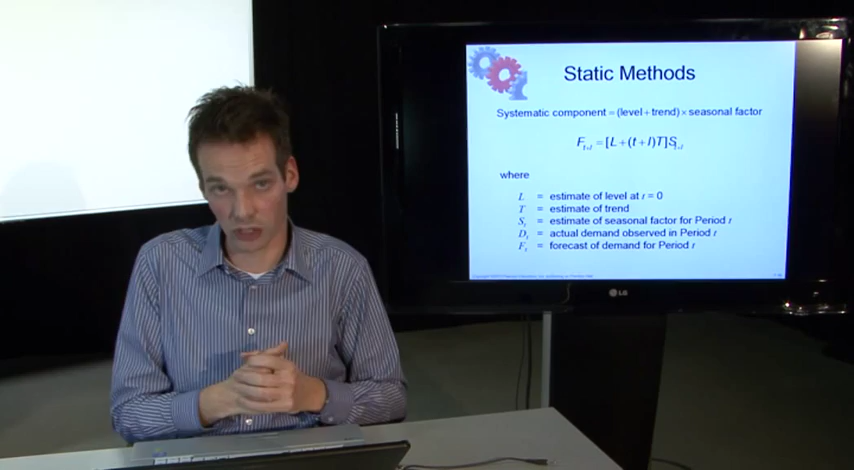 Static Methods
Systematic component = (level + trend) × seasonal factor
F_{t+l} = [L + (t + l)T]S_{t+l}
where
L = estimate of level at t = 0
T = estimate of trend
S_t = estimate of seasonal factor for Period t
D_t = actual demand observed in Period t
F_t = forecast of demand for Period t
LG